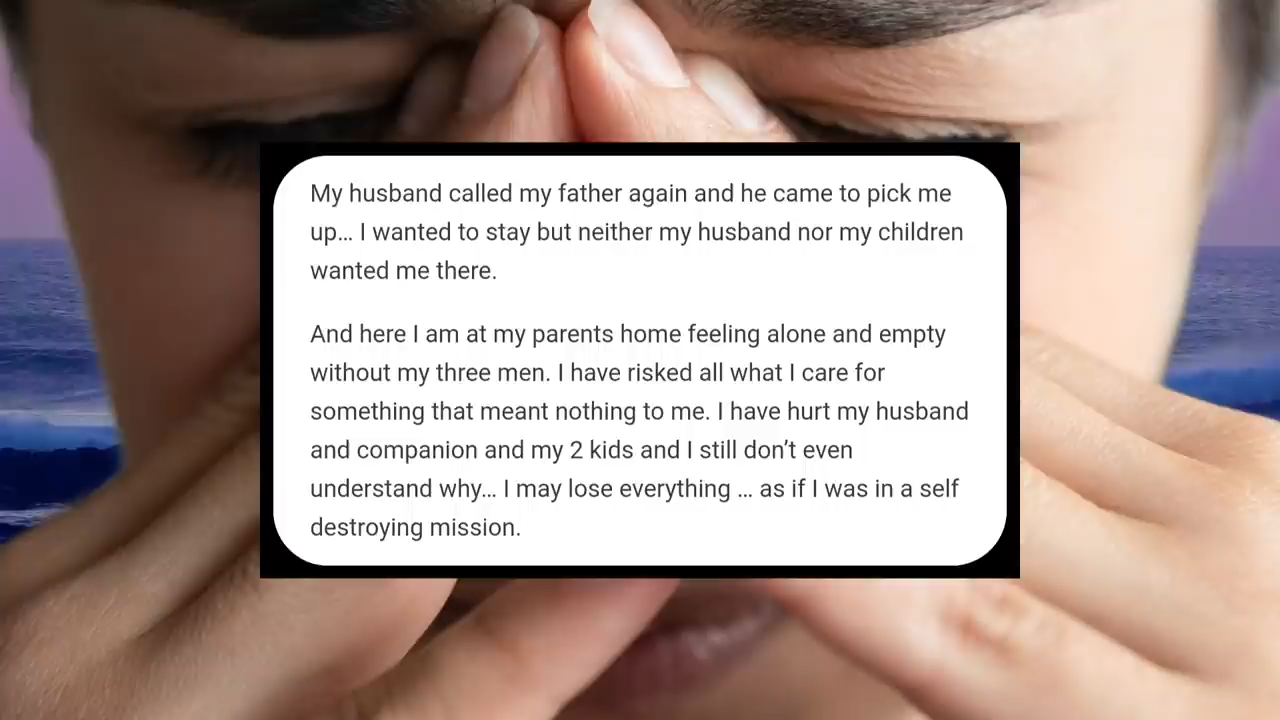 My husband called my father again and he came to pick me
up... I wanted to stay but neither my husband nor my children
wanted me there.
And here I am at my parents home feeling alone and empty
without my three men. I have risked all what I care for
something that meant nothing to me. I have hurt my husband
and companion and my 2 kids and I still don’t even
understand why... I may lose everything ... as if I was in a self
destroying mission.